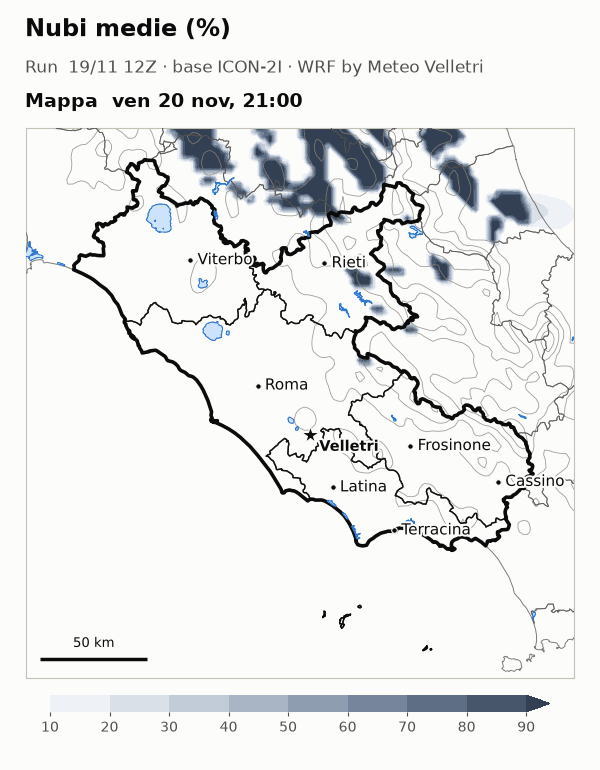 Nubi medie (%)
Run  19/11 12Z · base ICON-2I · WRF by Meteo Velletri
Mappa  ven 20 nov, 21:00
Viterbo
Rieti
Roma
Velletri
Frosinone
Latina
Cassino
Terracina
50 km
10 20 30 40 50 60 70 80 90